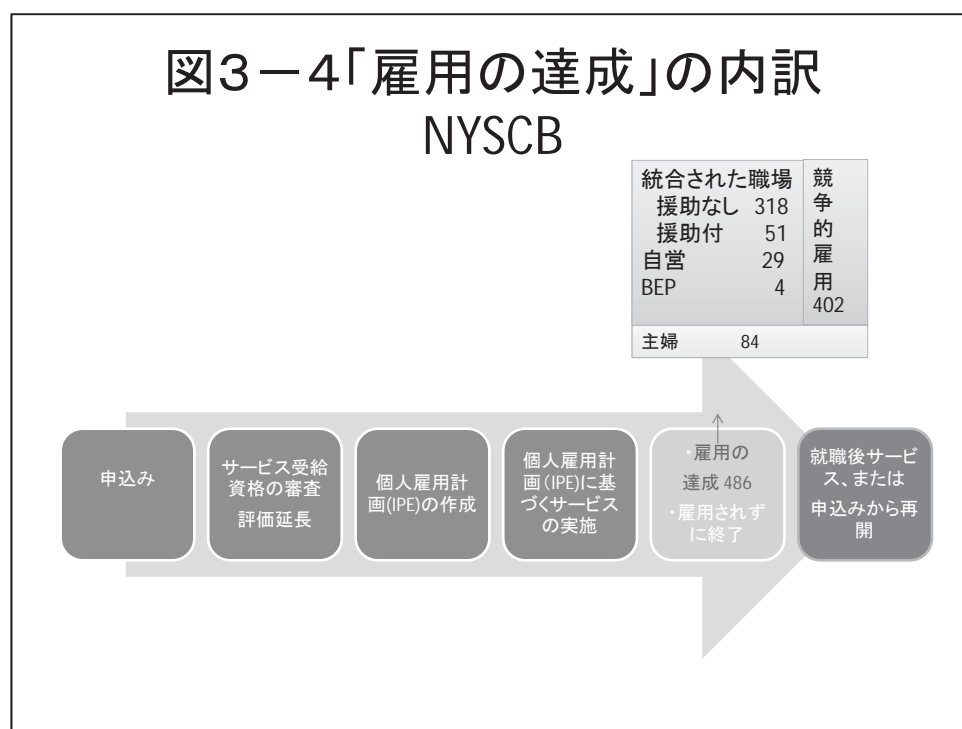 図3－4「雇用の達成」の内訳
NYSCB
統合された職場
援助なし 318
援助付 51
自営 29
BEP 4
競
争
的
雇
用
402
主婦 84
申込み
サービス受給
資格の審査
評価延長
個人雇用計
画(IPE)の作成
個人雇用計
画(IPE)に基
づくサービス
の実施
・雇用の
達成 486
・雇用されず
に終了
就職後サービ
ス、または
申込みから再
開